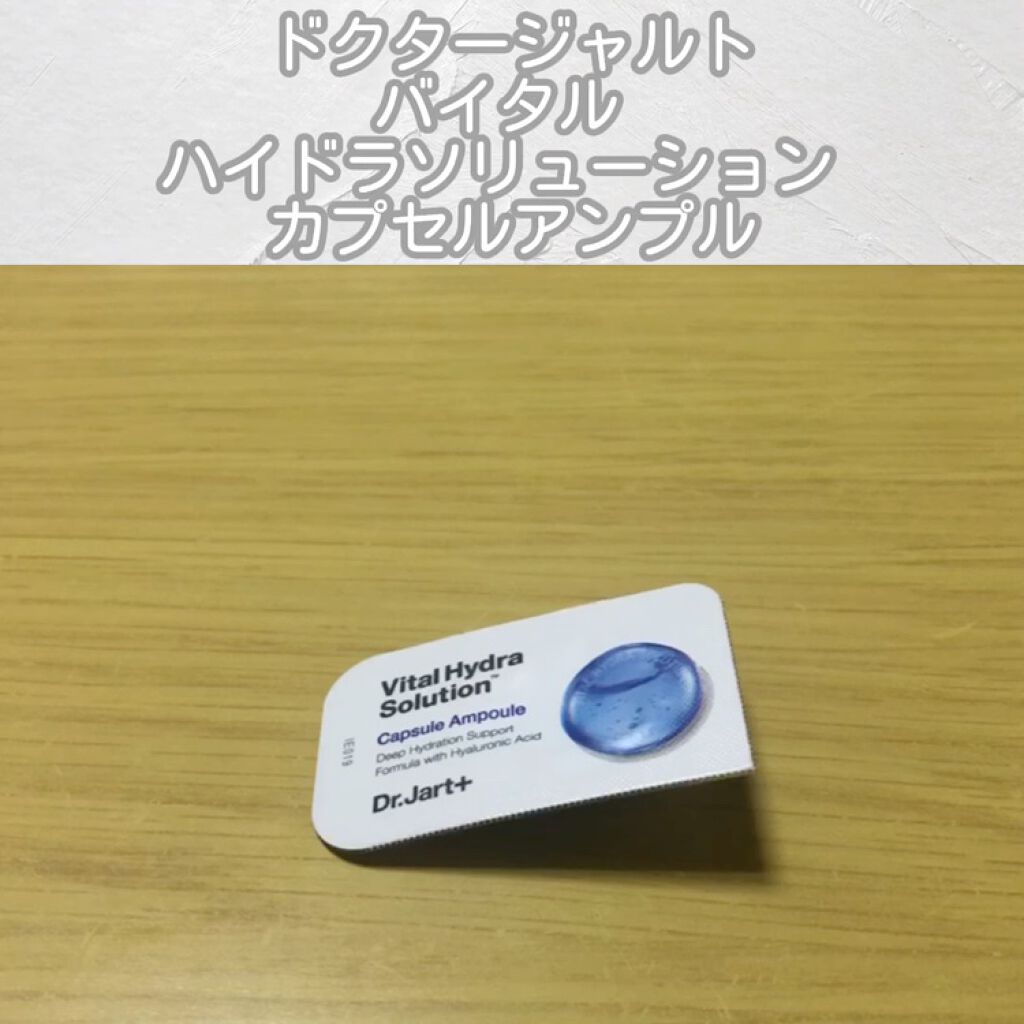 ドクタージャルト
バイタル
ハイドラソリューション
カプセルアンプル
Vital Hydra
Solution™
Capsule Ampoule
Deep Hydration Support
Formula with Hyaluronic Acid
Dr.Jart+
IE019